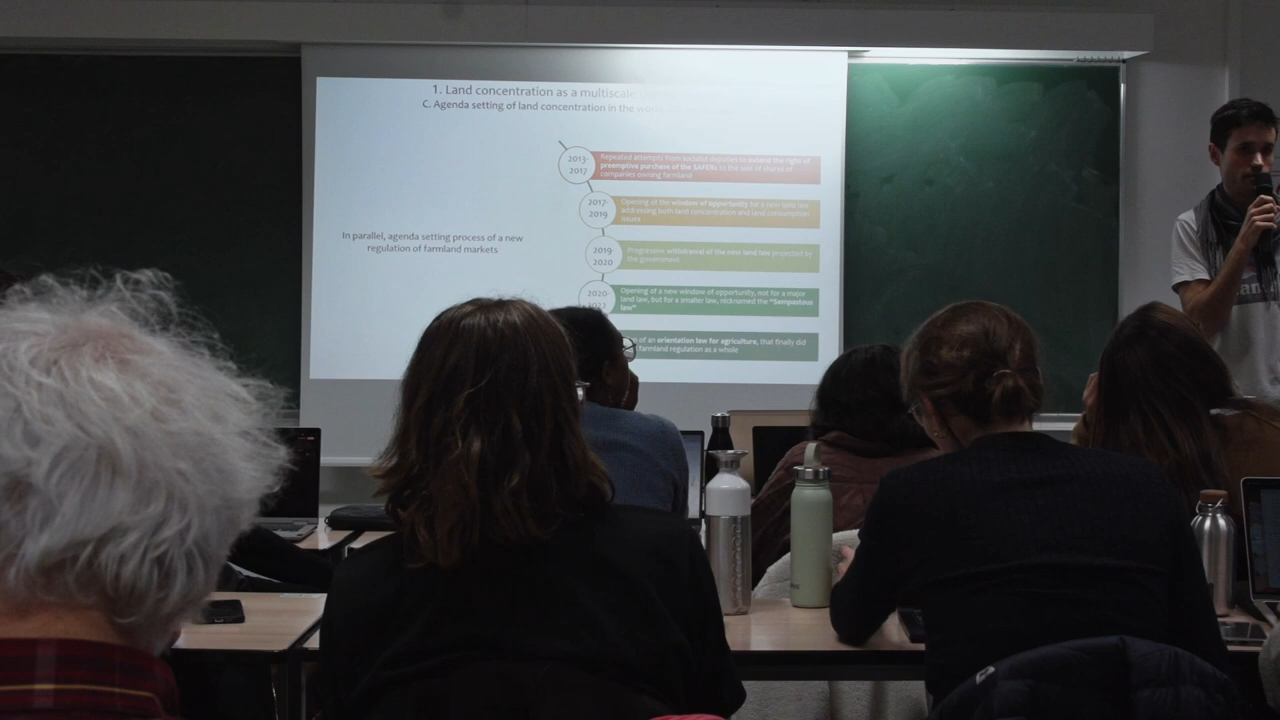 1. Land concentration as a multiscale
C. Agenda setting of land concentration in the
2013-
2017
Repeated attempts from socialist deputies to extend the right of
preemptive purchase of the SAFERs to the sale of shares of
companies owning farmland
2017-
2019
Opening of the window of opportunity for a new land law
addressing both land concentration and land consumption
issues
In parallel, agenda setting process of a new
regulation of farmland markets
2019-
2020
Progressive withdrawal of the new land law projected by
the government
2020-
2022
Opening of a new window of opportunity, not for a major
land law, but for a smaller law, nicknamed the "Sempastous
law"
of an orientation law for agriculture, that finally did
farmland regulation as a whole